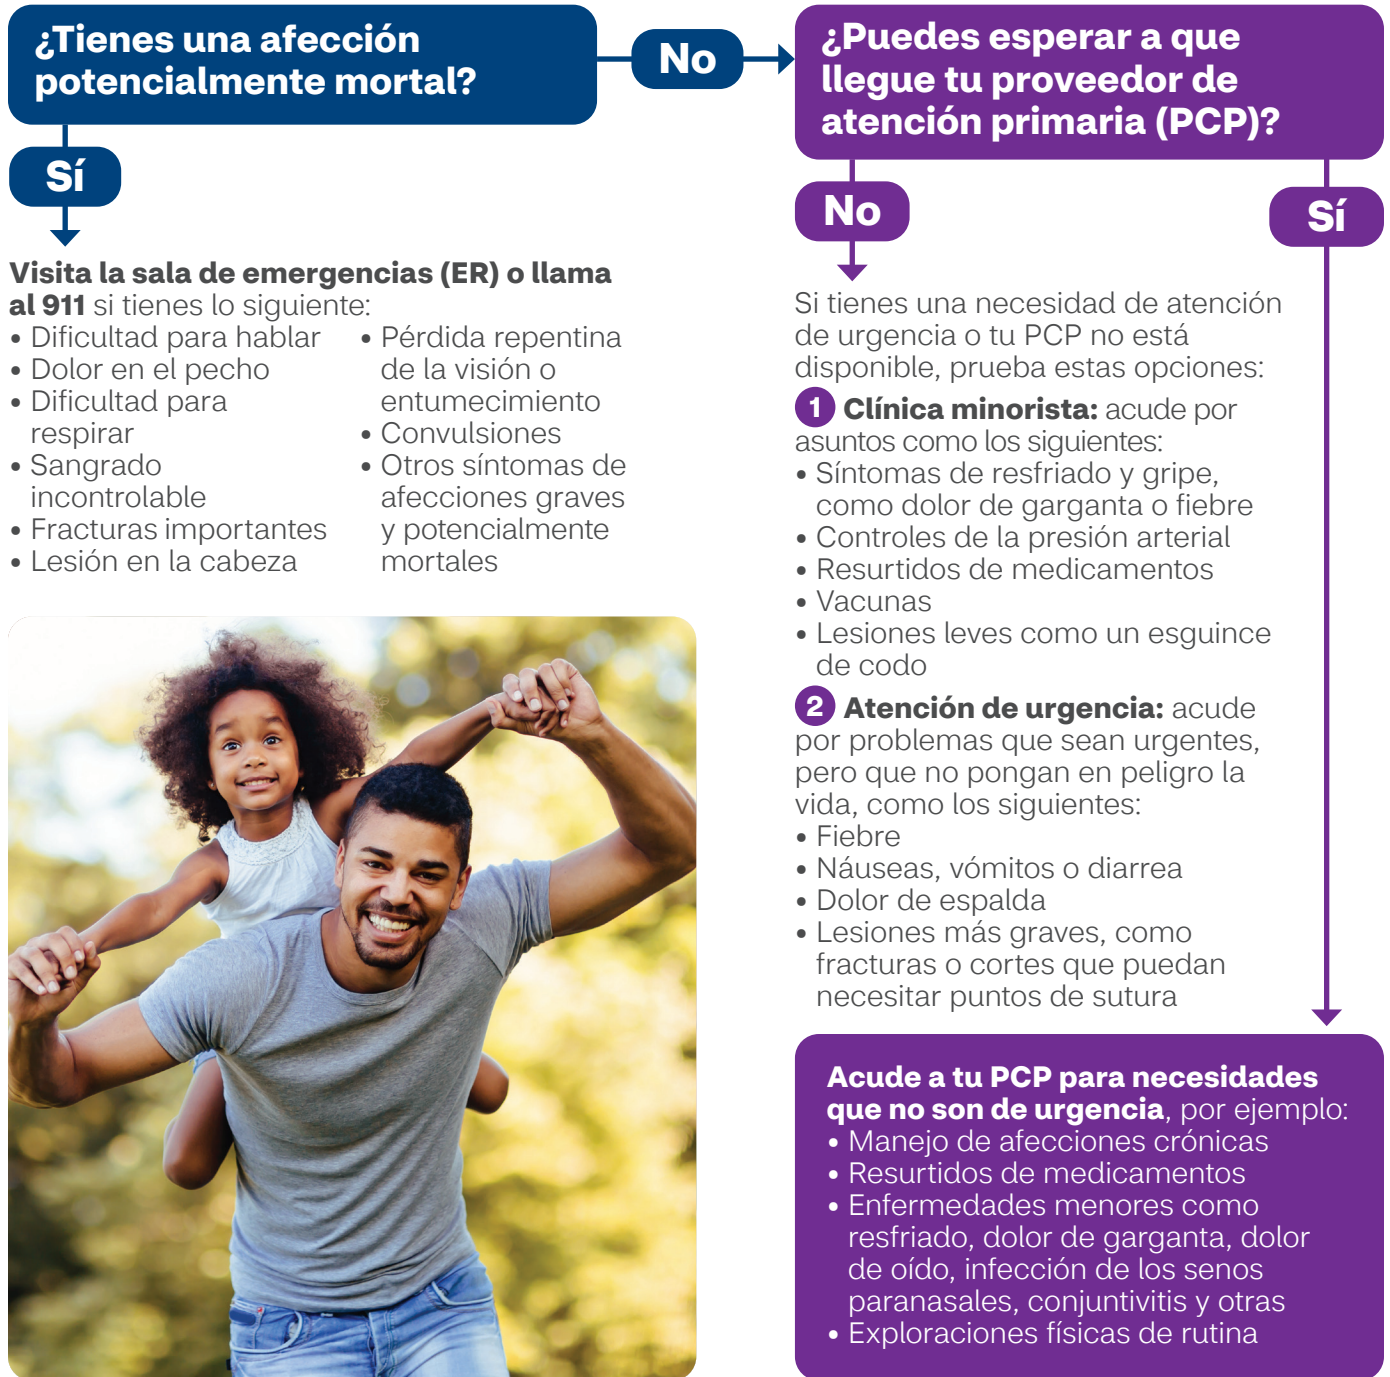 ¿Tienes una afección
potencialmente mortal?
No
Sí
Visita la sala de emergencias (ER) o llama
al 911 si tienes lo siguiente:
• Dificultad para hablar
• Dolor en el pecho
• Dificultad para
respirar
• Sangrado
incontrolable
• Fracturas importantes
• Lesión en la cabeza
• Pérdida repentina
de la visión o
entumecimiento
• Convulsiones
• Otros síntomas de
afecciones graves
y potencialmente
mortales
¿Puedes esperar a que
llegue tu proveedor de
atención primaria (PCP)?
No
Sí
Si tienes una necesidad de atención
de urgencia o tu PCP no está
disponible, prueba estas opciones:
1 Clínica minorista: acude por
asuntos como los siguientes:
• Síntomas de resfriado y gripe,
como dolor de garganta o fiebre
• Controles de la presión arterial
• Resurtidos de medicamentos
• Vacunas
• Lesiones leves como un esguince
de codo
2 Atención de urgencia: acude
por problemas que sean urgentes,
pero que no pongan en peligro la
vida, como los siguientes:
• Fiebre
• Náuseas, vómitos o diarrea
• Dolor de espalda
• Lesiones más graves, como
fracturas o cortes que puedan
necesitar puntos de sutura
Acude a tu PCP para necesidades
que no son de urgencia, por ejemplo:
• Manejo de afecciones crónicas
• Resurtidos de medicamentos
• Enfermedades menores como
resfriado, dolor de garganta, dolor
de oído, infección de los senos
paranasales, conjuntivitis y otras
• Exploraciones físicas de rutina